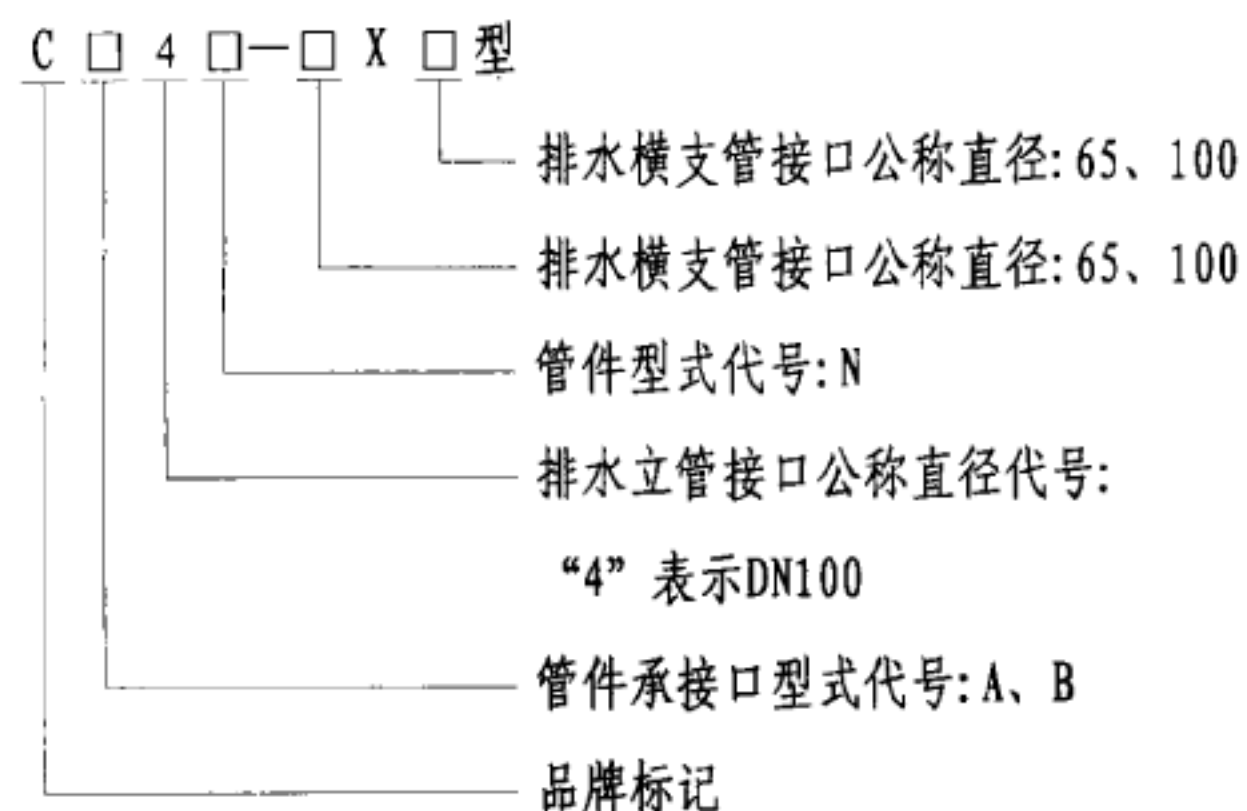 C □ 4 □—□ X □ 型
排水横支管接口公称直径: 65、100
排水横支管接口公称直径: 65、100
管件型式代号: N
排水立管接口公称直径代号:
“4” 表示DN100
管件承接口型式代号: A、B
品牌标记